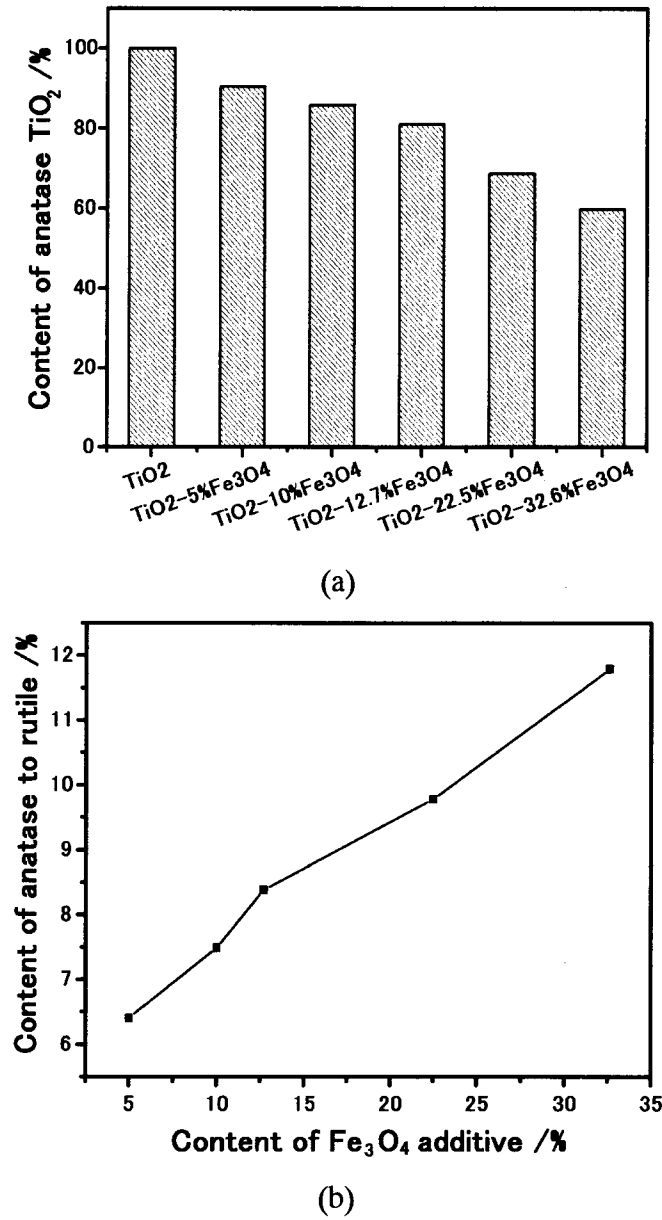 Content of anatase TiO₂ /%
100
80
60
40
20
0
TiO2
TiO2-5%Fe3O4
TiO2-10%Fe3O4
TiO2-12.7%Fe3O4
TiO2-22.5%Fe3O4
TiO2-32.6%Fe3O4
(a)
Content of anatase to rutile /%
12
11
10
9
8
7
6
5
10
15
20
25
30
35
Content of Fe₃O₄ additive /%
(b)